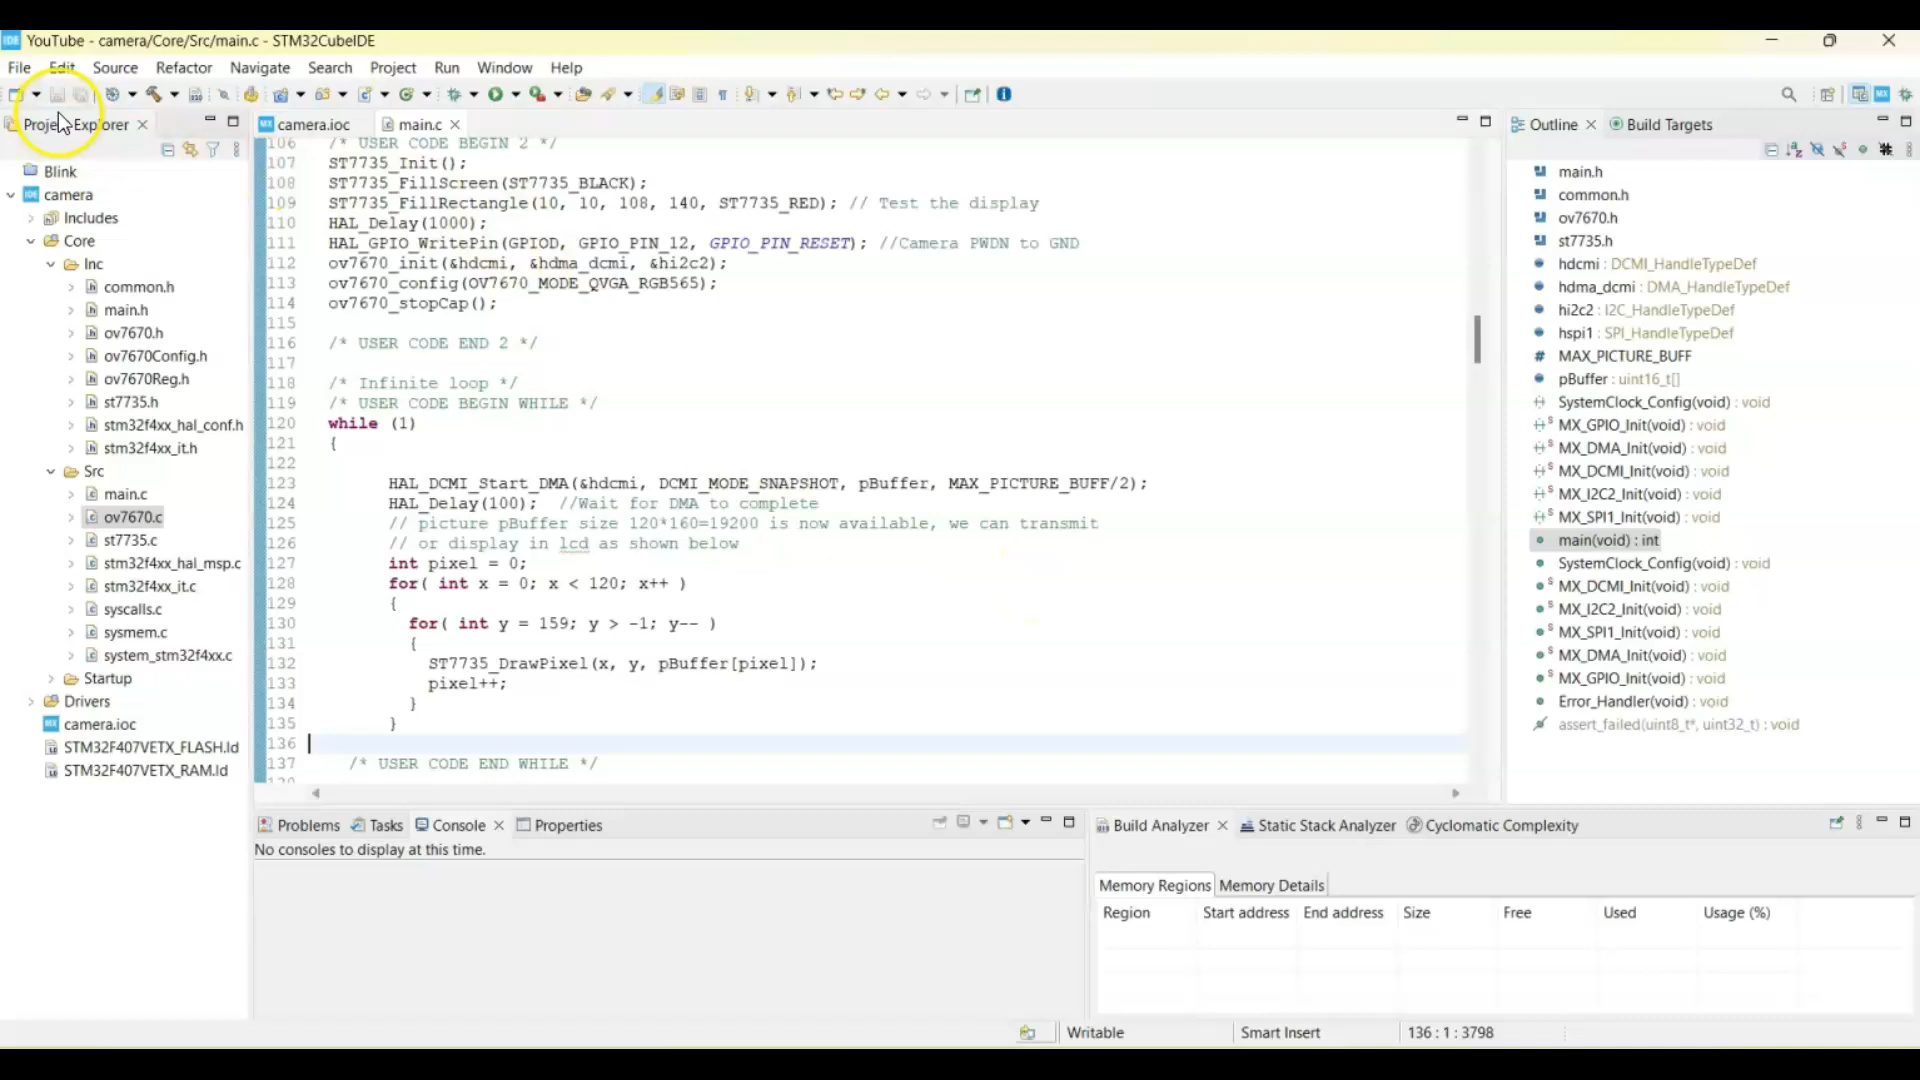 YouTube - camera/Core/Src/main.c - STM32CubeIDE
File Edit Source Refactor Navigate Search Project Run Window Help
Project Explorer
camera.ioc
main.c
Outline
Build Targets
Blink
camera
Includes
Core
Inc
common.h
main.h
ov7670.h
ov7670Config.h
ov7670Reg.h
st7735.h
stm32f4xx_hal_conf.h
stm32f4xx_it.h
Src
main.c
ov7670.c
st7735.c
stm32f4xx_hal_msp.c
stm32f4xx_it.c
syscalls.c
sysmem.c
system_stm32f4xx.c
Startup
Drivers
camera.ioc
STM32F407VETX_FLASH.ld
STM32F407VETX_RAM.ld
106 /* USER CODE BEGIN 2 */
107 ST7735_Init();
108 ST7735_FillScreen(ST7735_BLACK);
109 ST7735_FillRectangle(10, 10, 108, 140, ST7735_RED); // Test the display
110 HAL_Delay(1000);
111 HAL_GPIO_WritePin(GPIOD, GPIO_PIN_12, GPIO_PIN_RESET); //Camera PWDN to GND
112 ov7670_init(&hdcmi, &hdma_dcmi, &hi2c2);
113 ov7670_config(OV7670_MODE_QVGA_RGB565);
114 ov7670_stopCap();
115
116 /* USER CODE END 2 */
117
118 /* Infinite loop */
119 /* USER CODE BEGIN WHILE */
120 while (1)
121 {
122
123 HAL_DCMI_Start_DMA(&hdcmi, DCMI_MODE_SNAPSHOT, pBuffer, MAX_PICTURE_BUFF/2);
124 HAL_Delay(100); //Wait for DMA to complete
125 // picture pBuffer size 120*160=19200 is now available, we can transmit
126 // or display in lcd as shown below
127 int pixel = 0;
128 for( int x = 0; x < 120; x++ )
129 {
130 for( int y = 159; y > -1; y-- )
131 {
132 ST7735_DrawPixel(x, y, pBuffer[pixel]);
133 pixel++;
134 }
135 }
136
137 /* USER CODE END WHILE */
main.h
common.h
ov7670.h
st7735.h
hdcmi : DCMI_HandleTypeDef
hdma_dcmi : DMA_HandleTypeDef
hi2c2 : I2C_HandleTypeDef
hspi1 : SPI_HandleTypeDef
MAX_PICTURE_BUFF
pBuffer : uint16_t[]
SystemClock_Config(void) : void
MX_GPIO_Init(void) : void
MX_DMA_Init(void) : void
MX_DCMI_Init(void) : void
MX_I2C2_Init(void) : void
MX_SPI1_Init(void) : void
main(void) : int
SystemClock_Config(void) : void
MX_DCMI_Init(void) : void
MX_I2C2_Init(void) : void
MX_SPI1_Init(void) : void
MX_DMA_Init(void) : void
MX_GPIO_Init(void) : void
Error_Handler(void) : void
assert_failed(uint8_t*, uint32_t) : void
Problems Tasks Console Properties
No consoles to display at this time.
Build Analyzer Static Stack Analyzer Cyclomatic Complexity
Memory Regions Memory Details
Region Start address End address Size Free Used Usage (%)
Writable Smart Insert 136 : 1 : 3798